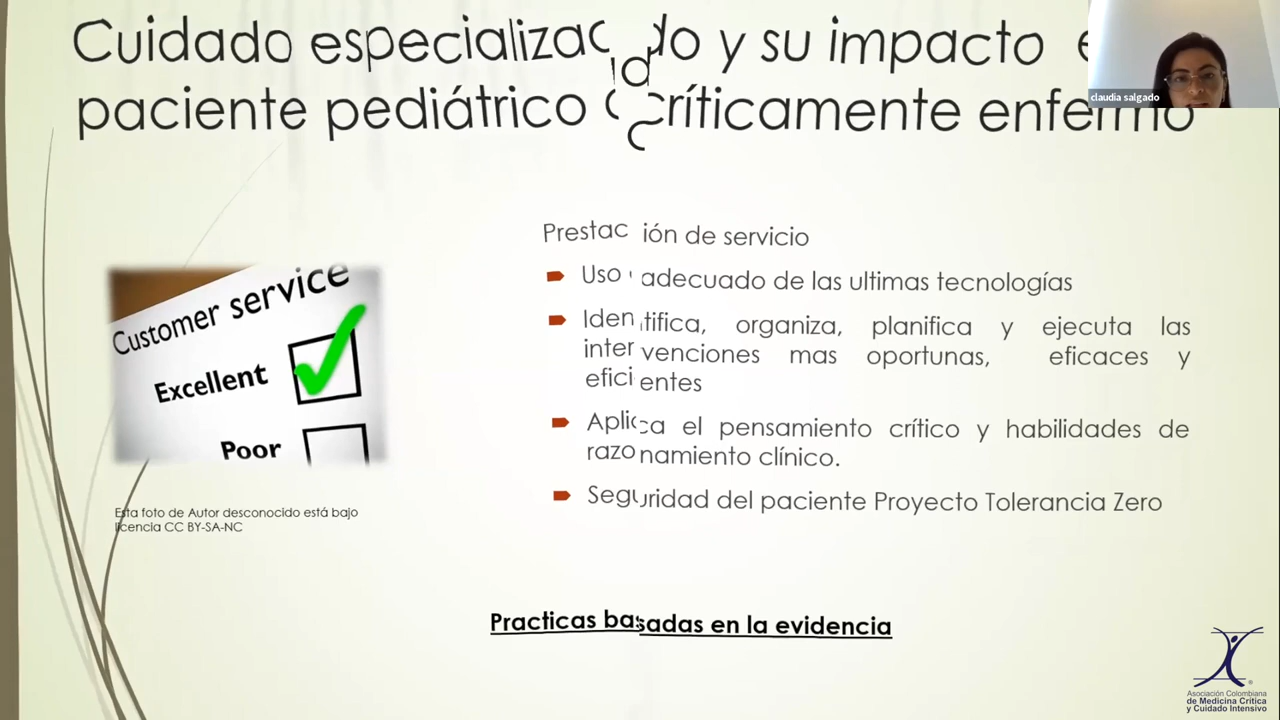 Cuidado especializado y su impacto e
paciente pediátrico críticamente enfermo
claudia salgado
Prestación de servicio
Uso adecuado de las ultimas tecnologías
Identifica, organiza, planifica y ejecuta las
intervenciones mas oportunas, eficaces y
eficientes
Aplica el pensamiento crítico y habilidades de
razonamiento clínico.
Seguridad del paciente Proyecto Tolerancia Zero
Customer service
Excellent
Poor
Esta foto de Autor desconocido está bajo
licencia CC BY-SA-NC
Practicas basadas en la evidencia
Asociación Colombiana
de Medicina Crítica
y Cuidado Intensivo